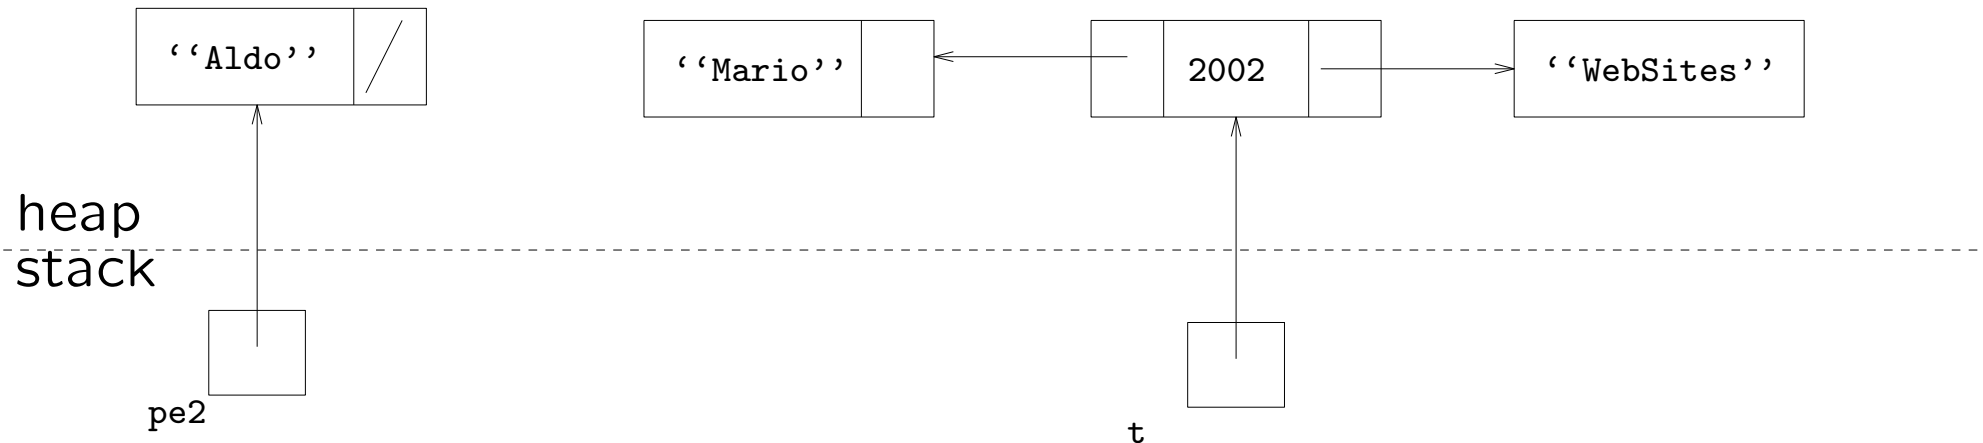 ‘‘Aldo’’
‘‘Mario’’
2002
‘‘WebSites’’
heap
stack
pe2
t